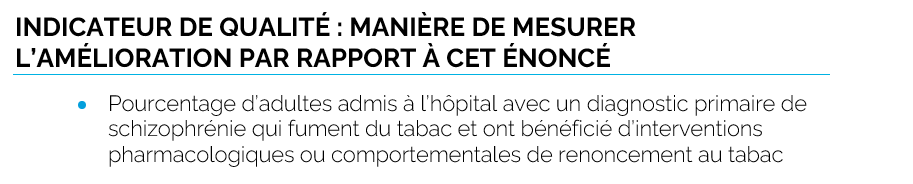 INDICATEUR DE QUALITÉ : MANIÈRE DE MESURER
L'AMÉLIORATION PAR RAPPORT À CET ÉNONCÉ
• Pourcentage d'adultes admis à l'hôpital avec un diagnostic primaire de
schizophrénie qui fument du tabac et ont bénéficié d'interventions
pharmacologiques ou comportementales de renoncement au tabac